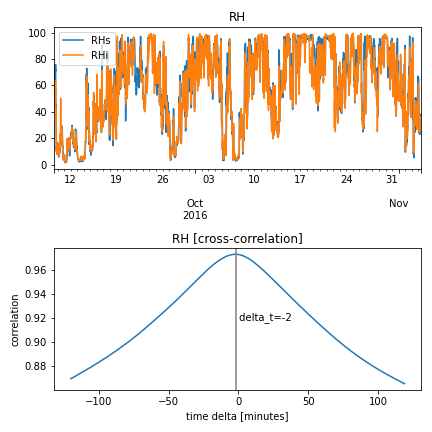 RH
100
80
60
40
20
0
RHs
RHi
12 19 26 03 10 17 24 31
Oct Nov
2016
RH [cross-correlation]
correlation
0.96
0.94
0.92
0.90
0.88
delta_t=-2
−100 −50 0 50 100
time delta [minutes]